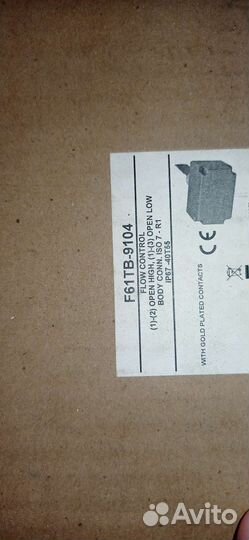 F61TB-9104
FLOW CONTROL
(1)-(2) OPEN HIGH, (1)-(3) OPEN LOW
BODY CONN. ISO 7 - R1
IP67 -40T55
CE
WITH GOLD PLATED CONTACTS
Avito